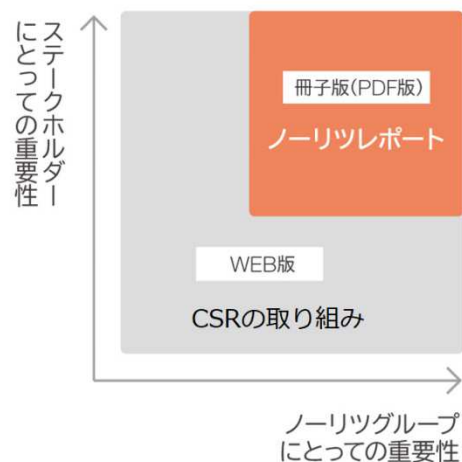 ステークホルダー
にとっての重要性
冊子版(PDF版)
ノーリツレポート
WEB版
CSRの取り組み
ノーリツグループ
にとっての重要性